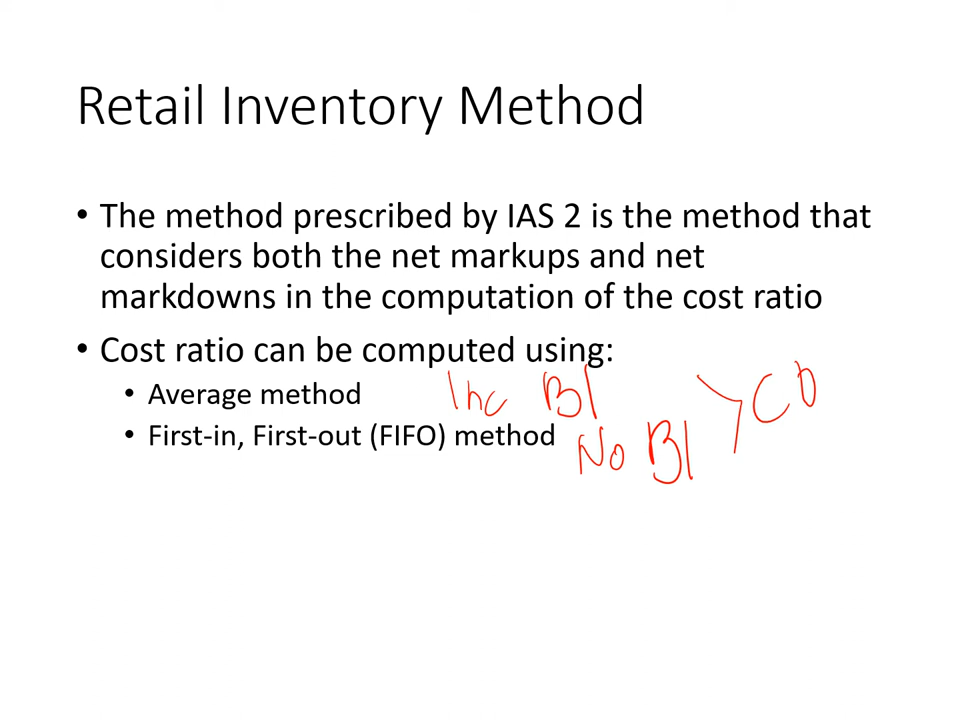 Retail Inventory Method
• The method prescribed by IAS 2 is the method that
considers both the net markups and net
markdowns in the computation of the cost ratio
• Cost ratio can be computed using:
• Average method Inc BI
• First-in, First-out (FIFO) method No BI